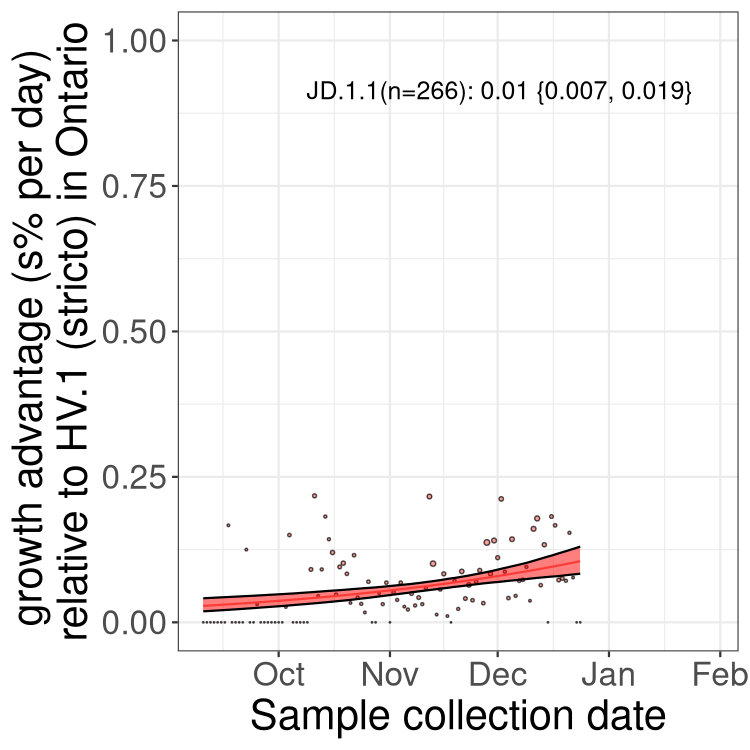 growth advantage (s% per day)
relative to HV.1 (stricto) in Ontario
1.00
0.75
0.50
0.25
0.00
JD.1.1(n=266): 0.01 {0.007, 0.019}
Oct
Nov
Dec
Jan
Feb
Sample collection date